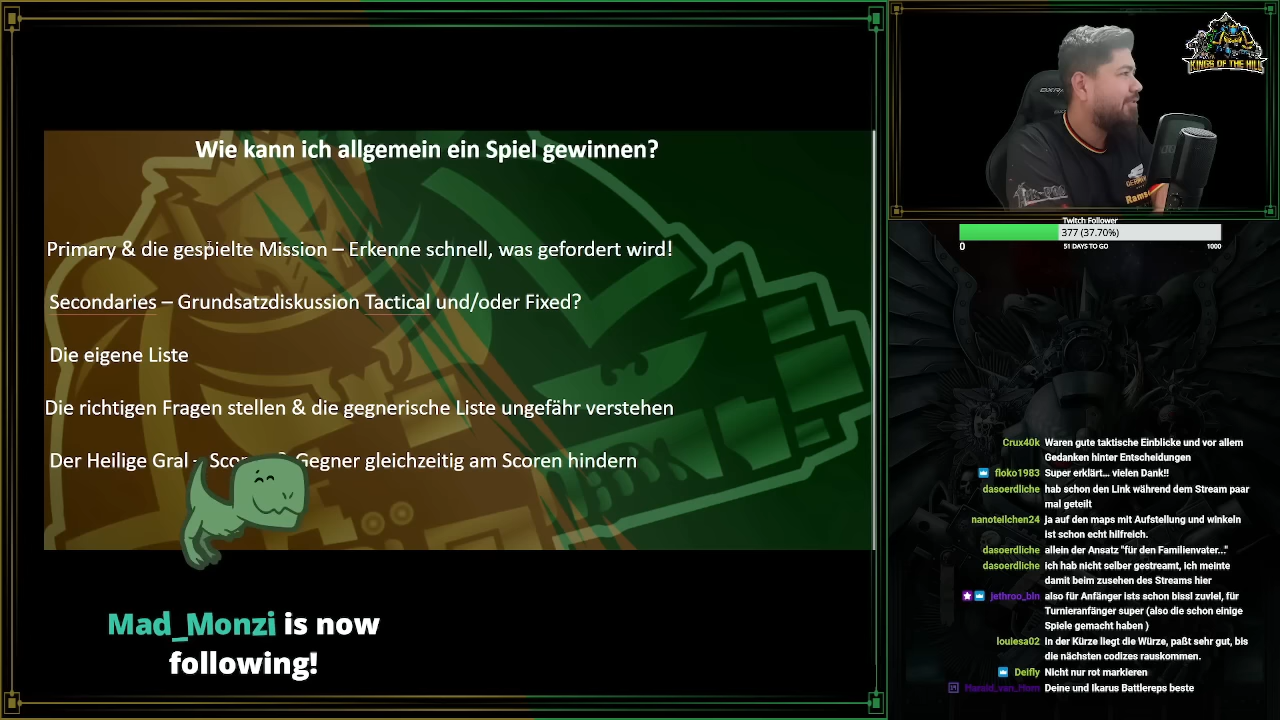 Wie kann ich allgemein ein Spiel gewinnen?
Primary & die gespielte Mission – Erkenne schnell, was gefordert wird!
Secondaries – Grundsatzdiskussion Tactical und/oder Fixed?
Die eigene Liste
Die richtigen Fragen stellen & die gegnerische Liste ungefähr verstehen
Der Heilige Gral - Gegner gleichzeitig am Scoren hindern
Mad_Monzi is now
following!
KINGS OF THE HILL
Twitch Follower
377 (37.70%)
0 51 DAYS TO GO 1000
Crux40k Waren gute taktische Einblicke und vor allem
Gedanken hinter Entscheidungen
floko1983 Super erklärt... vielen Dank!!
dasoerdliche hab schon den Link während dem Stream paar
mal geteilt
nanoteilchen24 ja auf den maps mit Aufstellung und winkeln
ist schon echt hilfreich.
dasoerdliche allein der Ansatz "für den Familienvater..."
dasoerdliche ich hab nicht selber gestreamt, ich meinte
damit beim zusehen des Streams hier
jethroo_bln also für Anfänger ists schon bissl zuviel, für
Turnieranfänger super (also die schon einige
Spiele gemacht haben )
louiesa02 In der Kürze liegt die Würze, paßt sehr gut, bis
die nächsten codizes rauskommen.
Deifly Nicht nur rot markieren
Harald_van_Horn Deine und Ikarus Battlereps beste